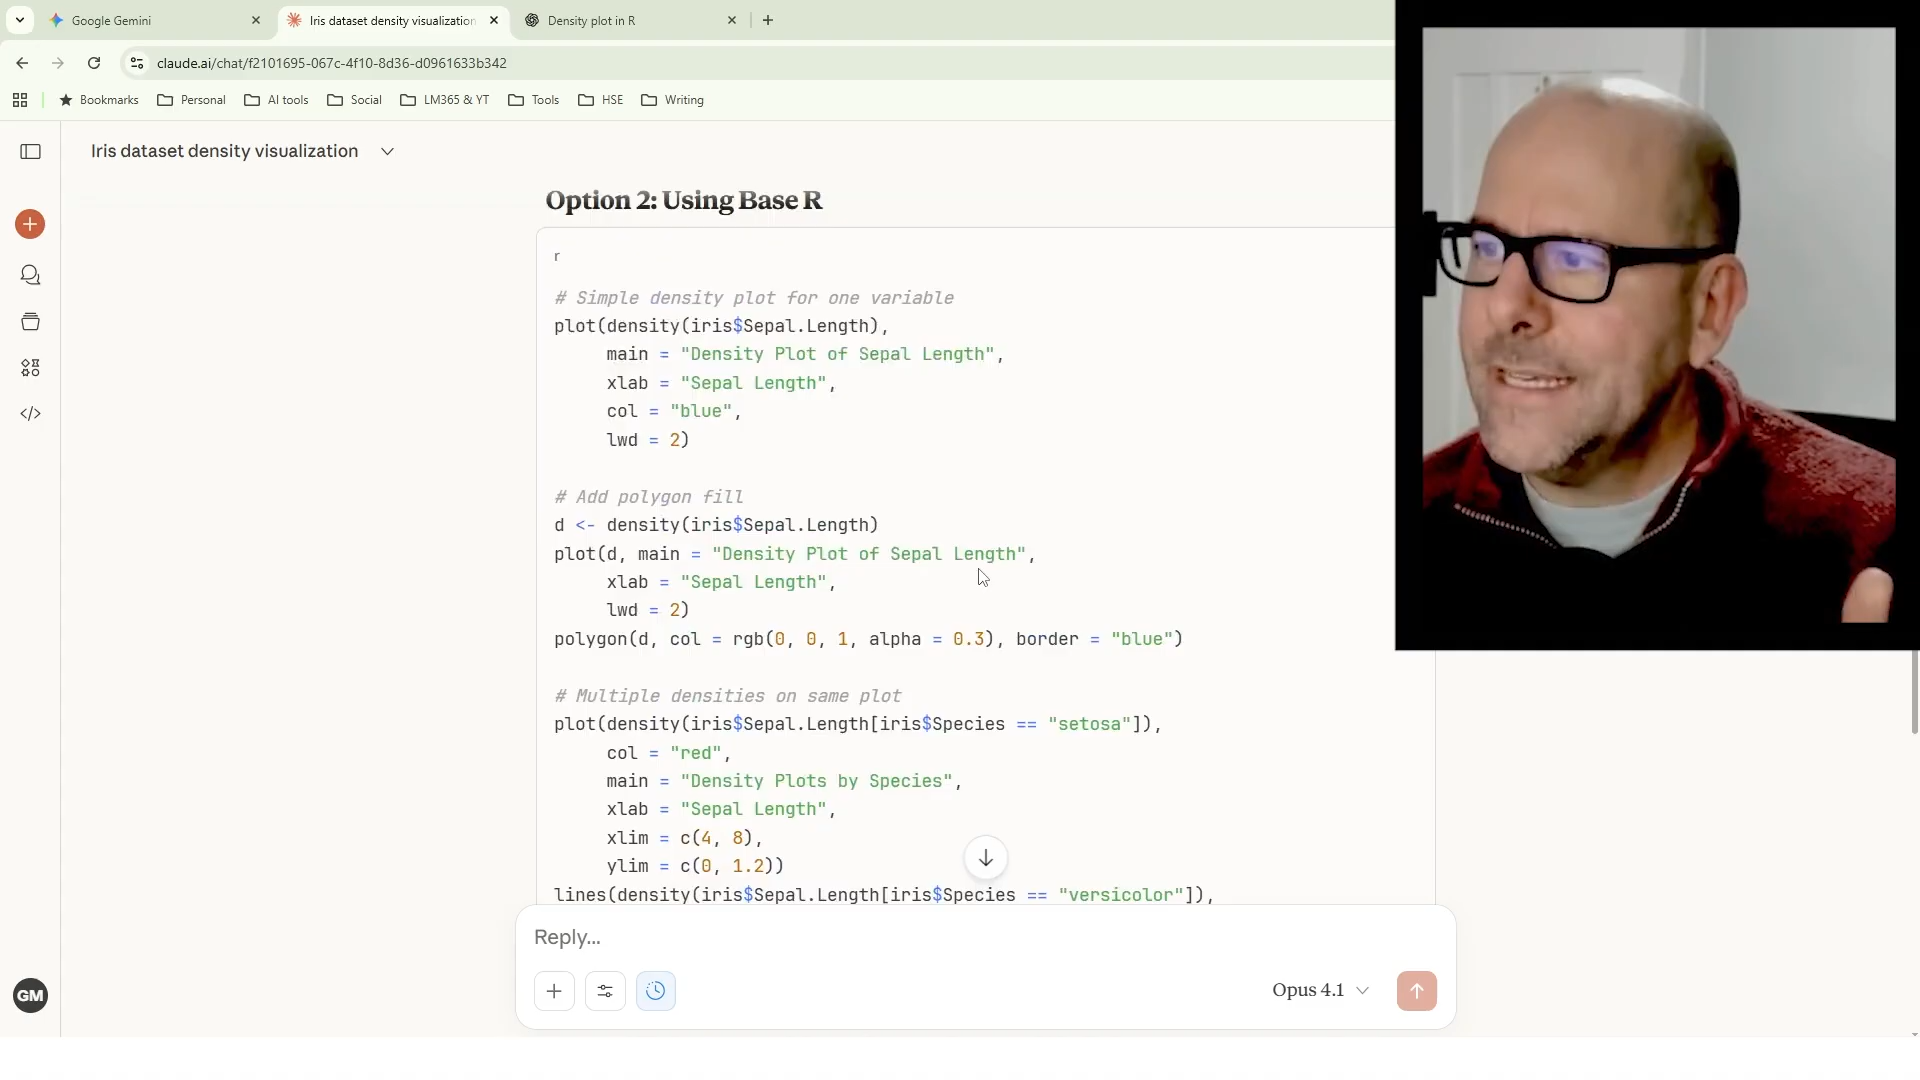 Google Gemini
Iris dataset density visualization
Density plot in R
claude.ai/chat/f2101695-067c-4f10-8d36-d0961633b342
Bookmarks Personal AI tools Social LM365 & YT Tools HSE Writing
Iris dataset density visualization
Option 2: Using Base R
r
# Simple density plot for one variable
plot(density(iris$Sepal.Length),
     main = "Density Plot of Sepal Length",
     xlab = "Sepal Length",
     col = "blue",
     lwd = 2)
# Add polygon fill
d <- density(iris$Sepal.Length)
plot(d, main = "Density Plot of Sepal Length",
     xlab = "Sepal Length",
     lwd = 2)
polygon(d, col = rgb(0, 0, 1, alpha = 0.3), border = "blue")
# Multiple densities on same plot
plot(density(iris$Sepal.Length[iris$Species == "setosa"]),
     col = "red",
     main = "Density Plots by Species",
     xlab = "Sepal Length",
     xlim = c(4, 8),
     ylim = c(0, 1.2))
lines(density(iris$Sepal.Length[iris$Species == "versicolor"]),
Reply...
Opus 4.1
GM